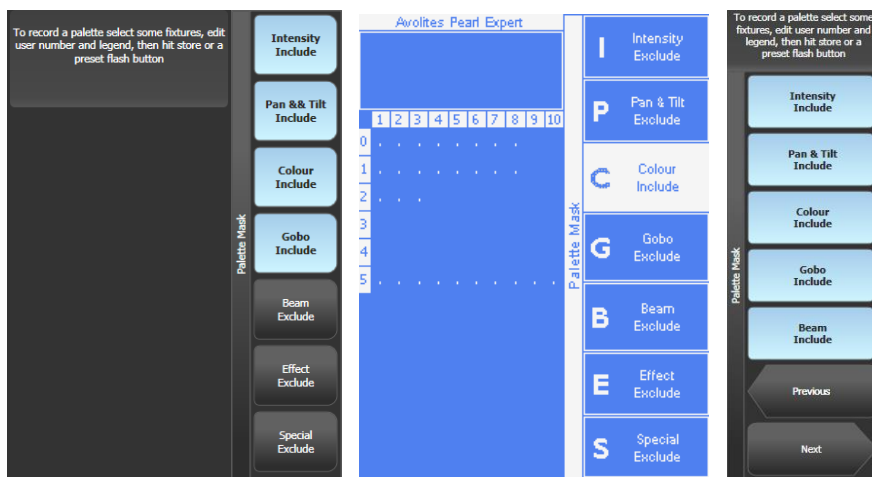 To record a palette select some fixtures, edit
user number and legend, then hit store or a
preset flash button
Palette Mask
Intensity
Include
Pan && Tilt
Include
Colour
Include
Gobo
Include
Beam
Exclude
Effect
Exclude
Special
Exclude
Avolites Pearl Expert
1 2 3 4 5 6 7 8 9 10
0
1
2
3
4
5
Palette Mask
I Intensity
Exclude
P Pan & Tilt
Exclude
C Colour
Include
G Gobo
Exclude
B Beam
Exclude
E Effect
Exclude
S Special
Exclude
To record a palette select some
fixtures, edit user number and
legend, then hit store or a
preset flash button
Palette Mask
Intensity
Include
Pan & Tilt
Include
Colour
Include
Gobo
Include
Beam
Include
Previous
Next